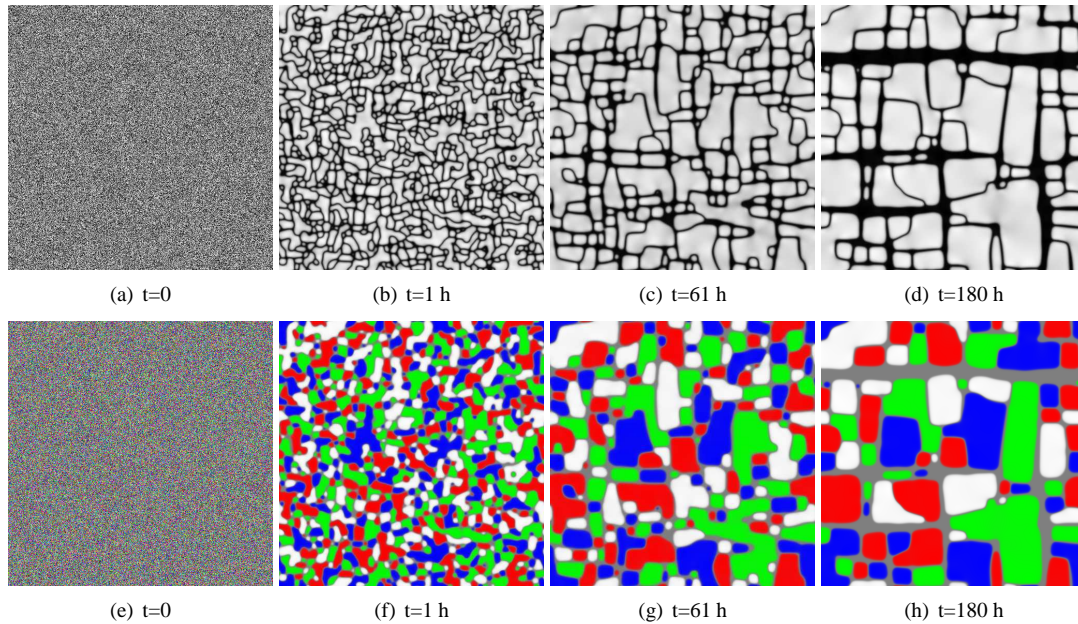 (a) t=0 (b) t=1 h (c) t=61 h (d) t=180 h
(e) t=0 (f) t=1 h (g) t=61 h (h) t=180 h